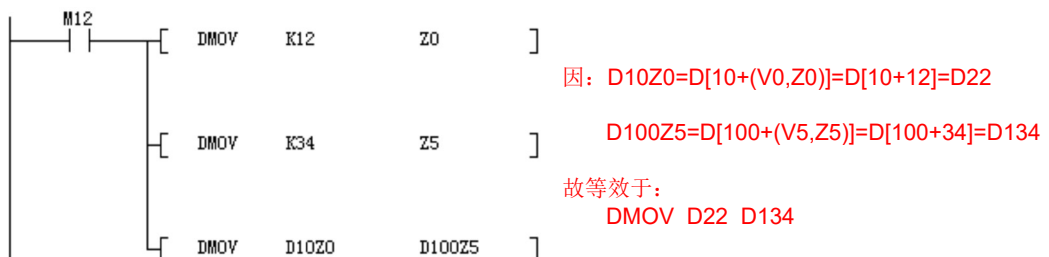 M12
[ DMOV K12 Z0 ]
因：D10Z0=D[10+(V0,Z0)]=D[10+12]=D22
D100Z5=D[100+(V5,Z5)]=D[100+34]=D134
[ DMOV K34 Z5 ]
故等效于：
DMOV D22 D134
[ DMOV D10Z0 D100Z5 ]